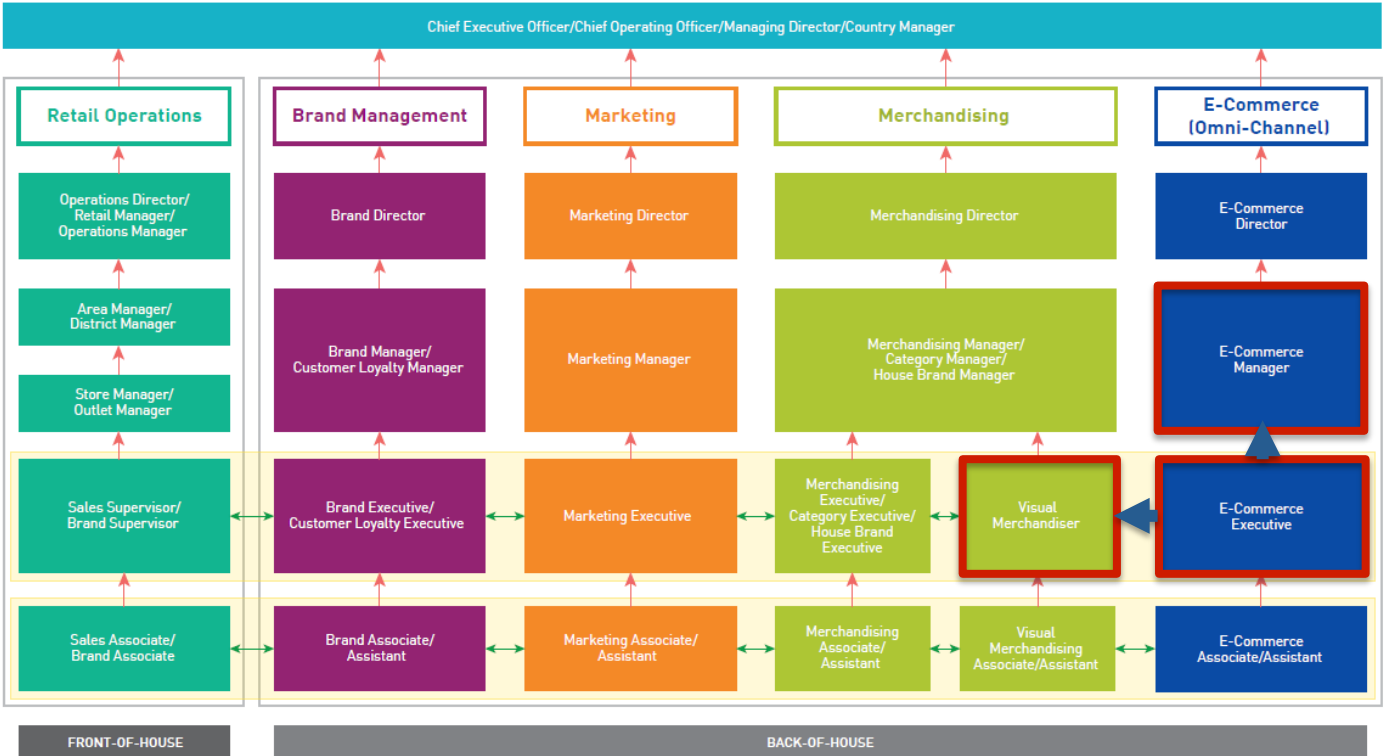 Chief Executive Officer/Chief Operating Officer/Managing Director/Country Manager
Retail Operations
Brand Management
Marketing
Merchandising
E-Commerce
(Omni-Channel)
Operations Director/
Retail Manager/
Operations Manager
Brand Director
Marketing Director
Merchandising Director
E-Commerce
Director
Area Manager/
District Manager
Store Manager/
Outlet Manager
Brand Manager/
Customer Loyalty Manager
Marketing Manager
Merchandising Manager/
Category Manager/
House Brand Manager
E-Commerce
Manager
Sales Supervisor/
Brand Supervisor
Brand Executive/
Customer Loyalty Executive
Marketing Executive
Merchandising
Executive/
Category Executive/
House Brand
Executive
Visual
Merchandiser
E-Commerce
Executive
Sales Associate/
Brand Associate
Brand Associate/
Assistant
Marketing Associate/
Assistant
Merchandising
Associate/
Assistant
Visual
Merchandising
Associate/Assistant
E-Commerce
Associate/Assistant
FRONT-OF-HOUSE
BACK-OF-HOUSE